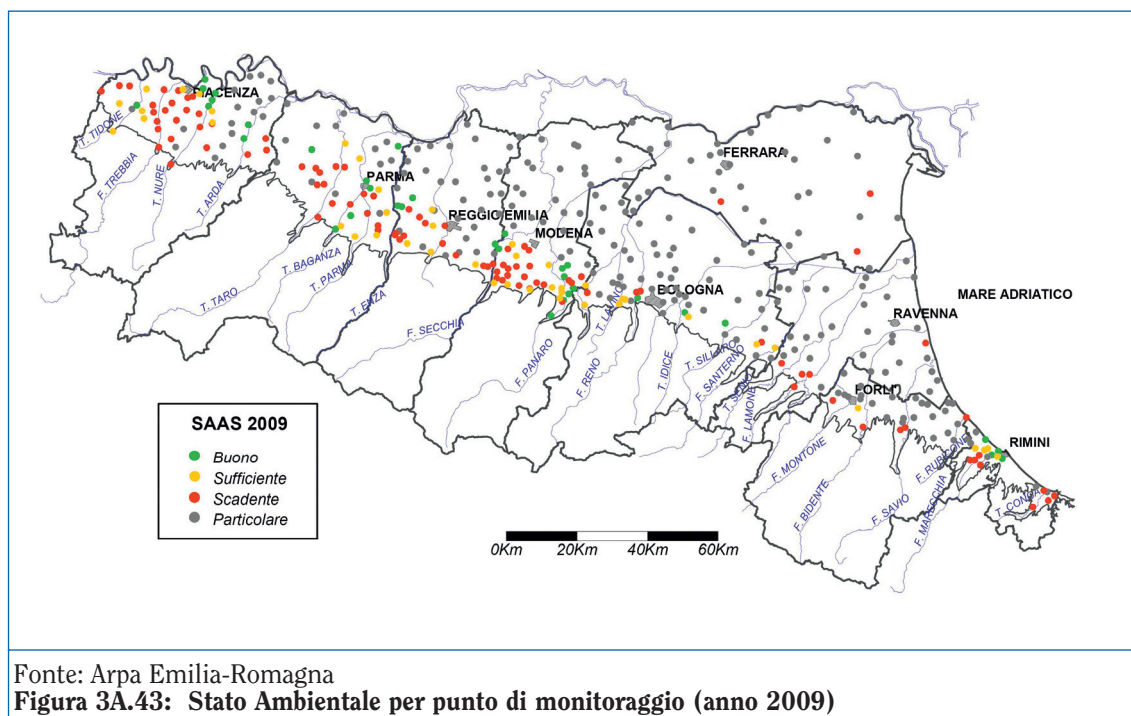 PIACENZA
T. TIDONE
F. TREBBIA
T. NURE
T. ARDA
PARMA
REGGIO EMILIA
MODENA
FERRARA
BOLOGNA
MARE ADRIATICO
RAVENNA
FORLI'
RIMINI
T. TARO
T. BAGANZA
T. PARMA
T. ENZA
F. SECCHIA
F. PANARO
F. RENO
T. LAVINO
T. IDICE
T. SILLARO
F. SANTERNO
T. SENIO
F. LAMONE
F. MONTONE
F. BIDENTE
F. SAVIO
F. RUBICONE
F. MARECCHIA
T. CONCA
SAAS 2009
Buono
Sufficiente
Scadente
Particolare
0Km 20Km 40Km 60Km
Fonte: Arpa Emilia-Romagna
Figura 3A.43: Stato Ambientale per punto di monitoraggio (anno 2009)